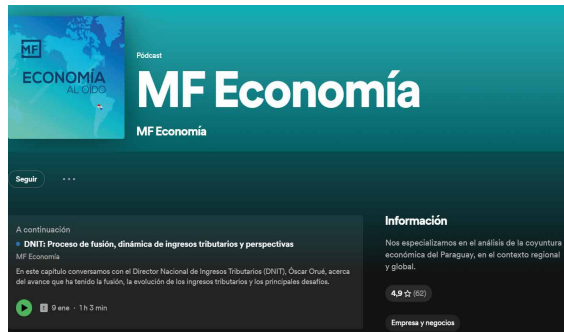 MF
ECONOMÍA
AL OÍDO
Pódcast
MF Economía
MF Economía
Seguir
A continuación
DNIT: Proceso de fusión, dinámica de ingresos tributarios y perspectivas
MF Economía
En este capítulo conversamos con el Director Nacional de Ingresos Tributarios (DNIT), Óscar Orué, acerca
del avance que ha tenido la fusión, la evolución de los ingresos tributarios y los principales desafíos.
E 9 ene · 1 h 3 min
Información
Nos especializamos en el análisis de la coyuntura
económica del Paraguay, en el contexto regional
y global.
4,9 ☆ (62)
Empresa y negocios